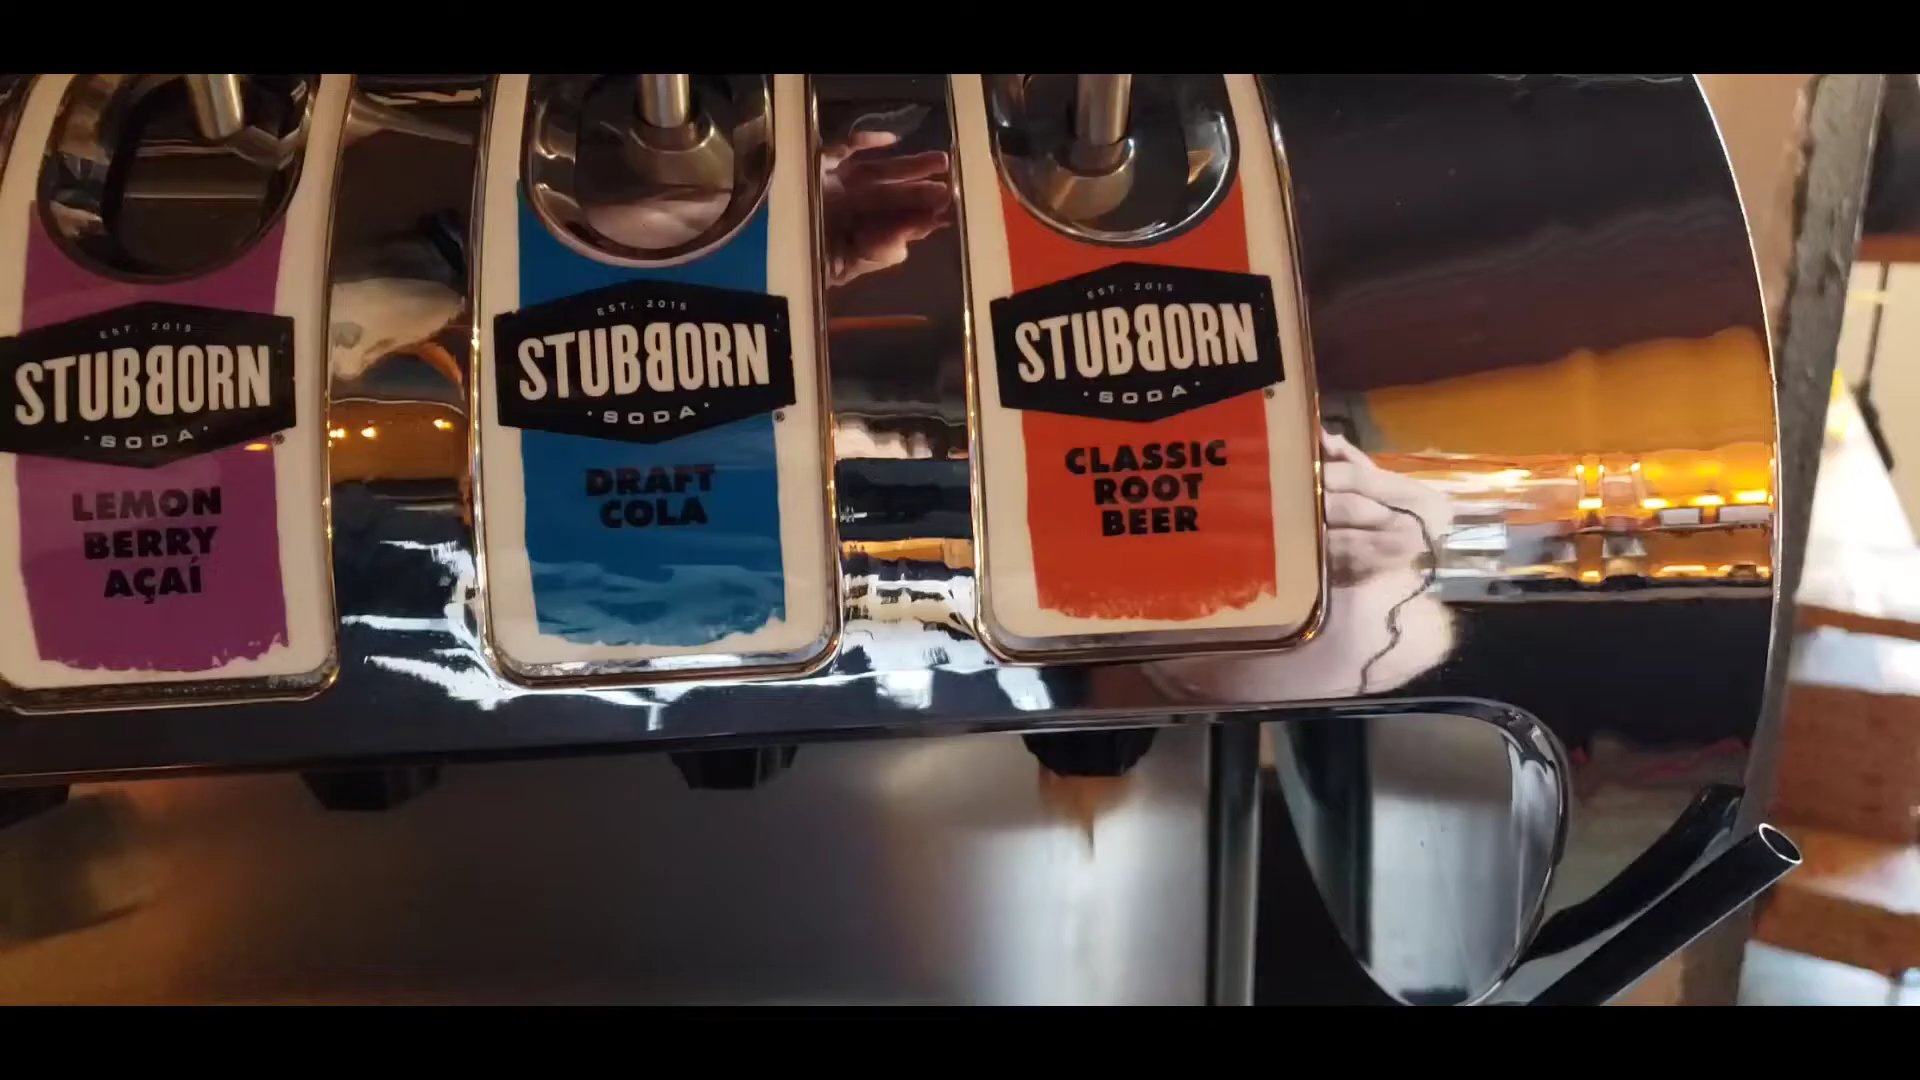 EST. 2015
STUBBORN
SODA
LEMON
BERRY
AÇAÍ
EST. 2015
STUBBORN
SODA
®
DRAFT
COLA
EST. 2015
STUBBORN
SODA
®
CLASSIC
ROOT
BEER